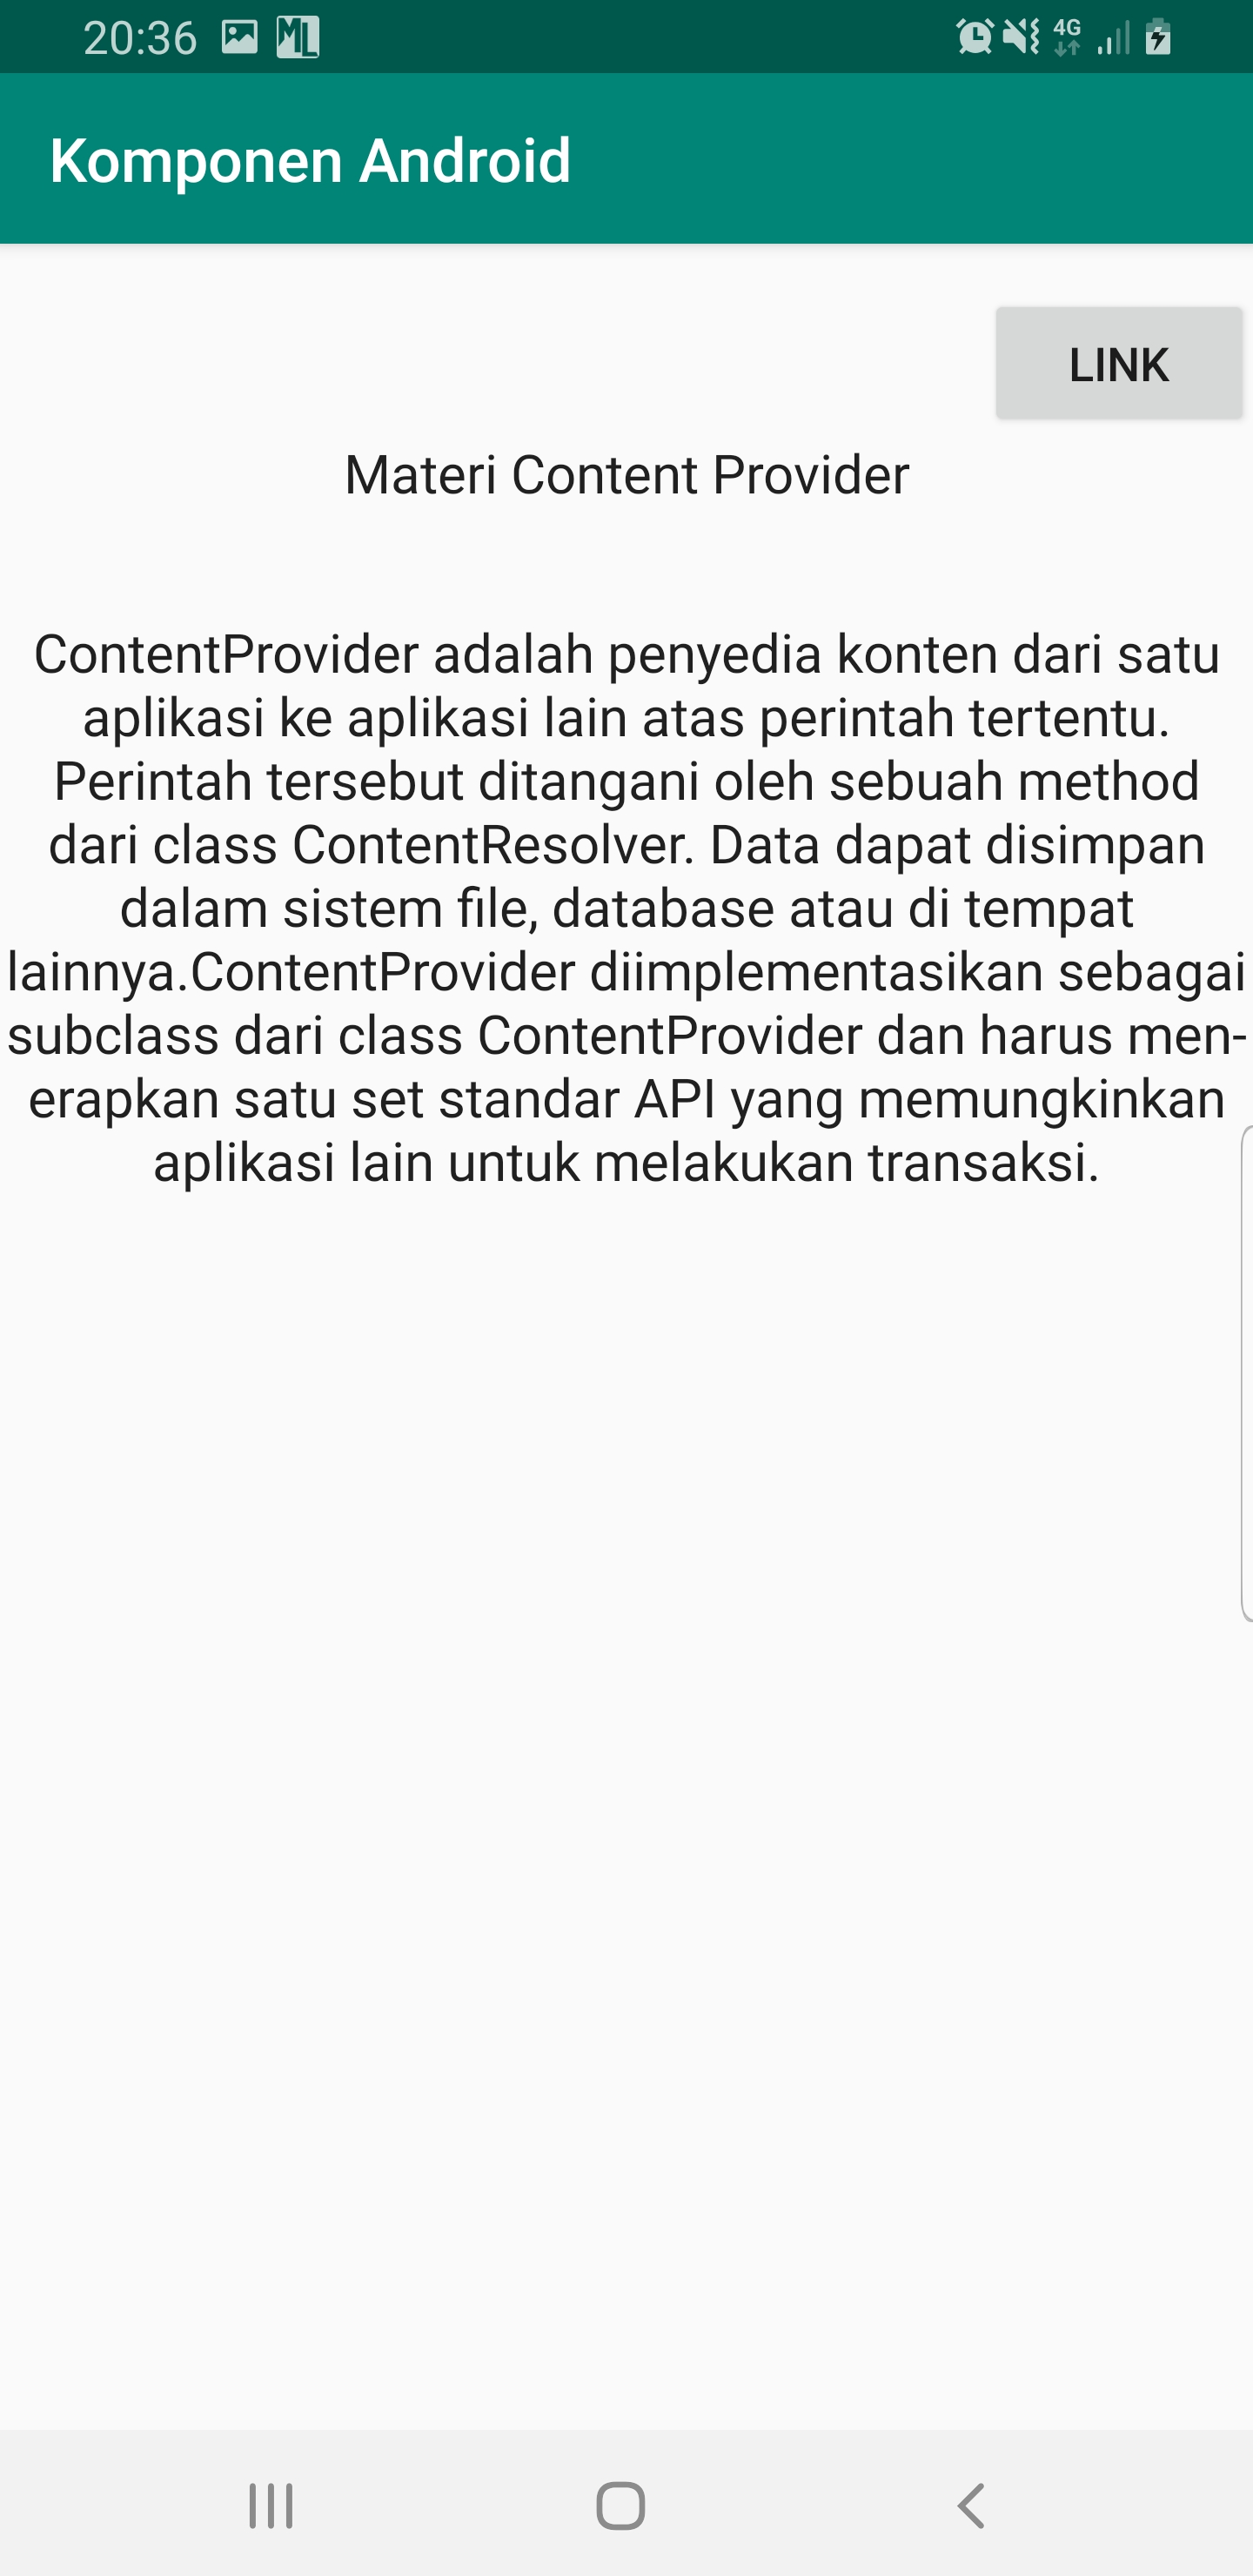 20:36 ML 4G
Komponen Android
LINK
Materi Content Provider
ContentProvider adalah penyedia konten dari satu
aplikasi ke aplikasi lain atas perintah tertentu.
Perintah tersebut ditangani oleh sebuah method
dari class ContentResolver. Data dapat disimpan
dalam sistem file, database atau di tempat
lainnya.ContentProvider diimplementasikan sebagai
subclass dari class ContentProvider dan harus men-
erapkan satu set standar API yang memungkinkan
aplikasi lain untuk melakukan transaksi.